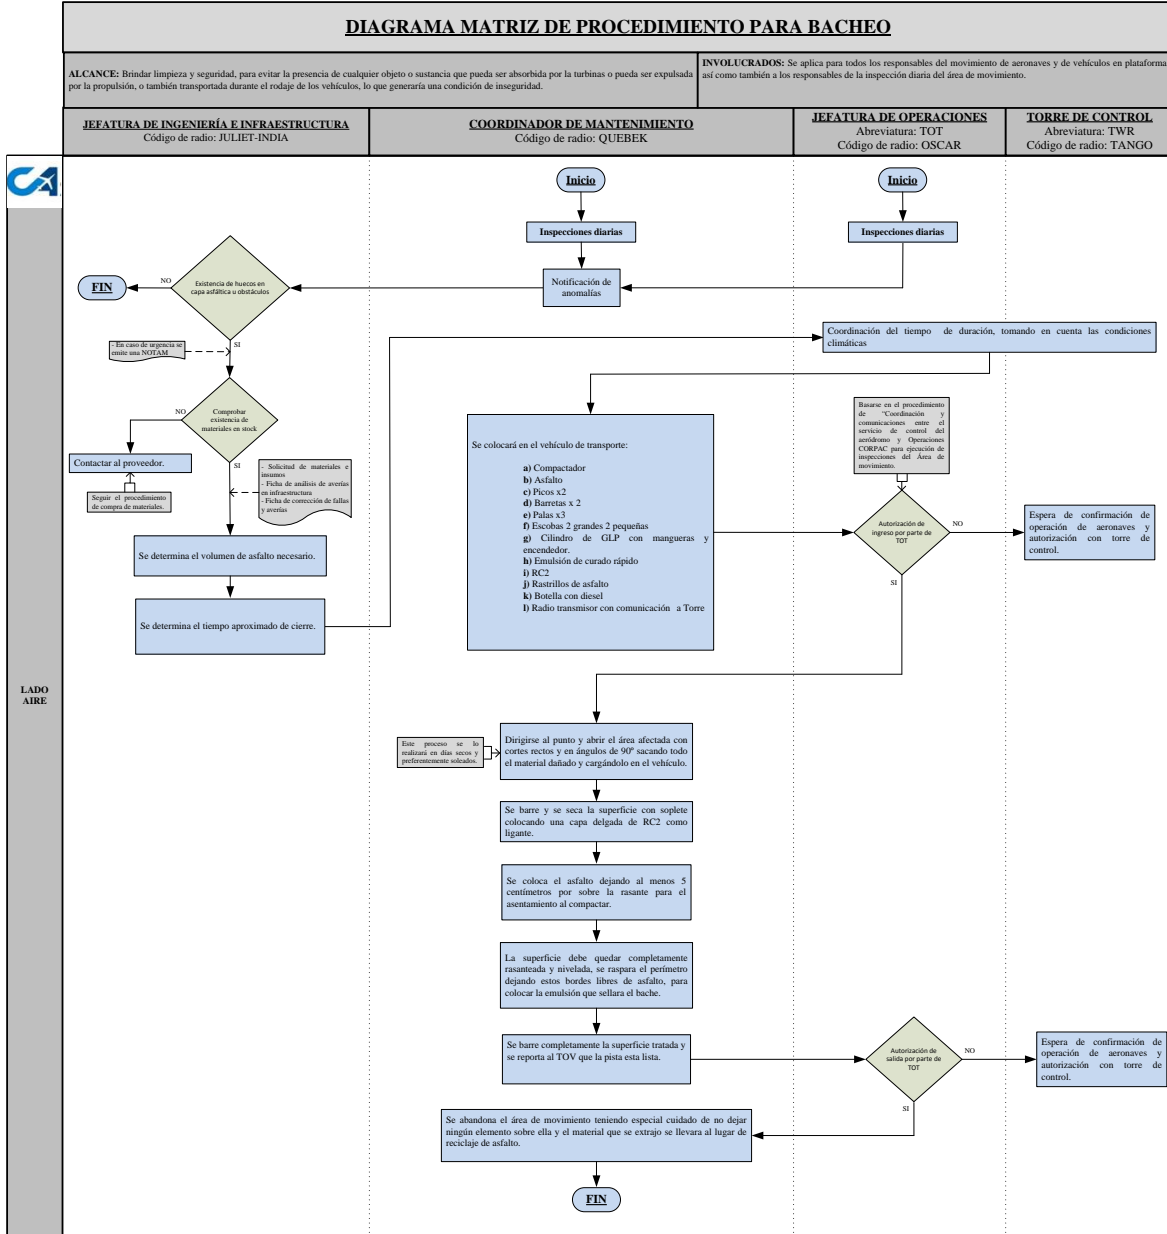 DIAGRAMA MATRIZ DE PROCEDIMIENTO PARA BACHEO
ALCANCE: Brindar limpieza y seguridad, para evitar la presencia de cualquier objeto o sustancia que pueda ser absorbida por la turbinas o pueda ser expulsada
por la propulsión, o también transportada durante el rodaje de los vehículos, lo que generaría una condición de inseguridad.
INVOLUCRADOS: Se aplica para todos los responsables del movimiento de aeronaves y de vehículos en plataforma
así como también a los responsables de la inspección diaria del área de movimiento.
JEFATURA DE INGENIERÍA E INFRAESTRUCTURA
Código de radio: JULIET-INDIA
COORDINADOR DE MANTENIMIENTO
Código de radio: QUEBEK
JEFATURA DE OPERACIONES
Abreviatura: TOT
Código de radio: OSCAR
TORRE DE CONTROL
Abreviatura: TWR
Código de radio: TANGO
CA
LADO
AIRE
Inicio
Inicio
Inspecciones diarias
Inspecciones diarias
Notificación de
anomalías
Existencia de huecos en
capa asfáltica u obstáculos
NO
FIN
SI
- En caso de urgencia se
emite una NOTAM
Coordinación del tiempo de duración, tomando en cuenta las condiciones
climáticas
Comprobar
existencia de
materiales en stock
NO
Contactar al proveedor.
Seguir el procedimiento
de compra de materiales.
SI
- Solicitud de materiales e
insumos
- Ficha de análisis de averías
en infraestructura
- Ficha de corrección de fallas
y averías
Se determina el volumen de asfalto necesario.
Se determina el tiempo aproximado de cierre.
Se colocará en el vehículo de transporte:
a) Compactador
b) Asfalto
c) Picos x2
d) Barretas x 2
e) Palas x3
f) Escobas 2 grandes 2 pequeñas
g) Cilindro de GLP con mangueras y
encendedor.
h) Emulsión de curado rápido
i) RC2
j) Rastrillos de asfalto
k) Botella con diesel
l) Radio transmisor con comunicación a Torre
Basarse en el procedimiento
de “Coordinación y
comunicaciones entre el
servicio de control del
aeródromo y Operaciones
CORPAC para ejecución de
inspecciones del Área de
movimiento.
Autorización de
ingreso por parte de
TOT
NO
SI
Espera de confirmación de
operación de aeronaves y
autorización con torre de
control.
Este proceso se lo
realizará en días secos y
preferentemente soleados.
Dirigirse al punto y abrir el área afectada con
cortes rectos y en ángulos de 90º sacando todo
el material dañado y cargándolo en el vehículo.
Se barre y se seca la superficie con soplete
colocando una capa delgada de RC2 como
ligante.
Se coloca el asfalto dejando al menos 5
centímetros por sobre la rasante para el
asentamiento al compactar.
La superficie debe quedar completamente
rasanteada y nivelada, se raspara el perímetro
dejando estos bordes libres de asfalto, para
colocar la emulsión que sellara el bache.
Se barre completamente la superficie tratada y
se reporta al TOV que la pista esta lista.
Autorización de
salida por parte de
TOT
NO
SI
Espera de confirmación de
operación de aeronaves y
autorización con torre de
control.
Se abandona el área de movimiento teniendo especial cuidado de no dejar
ningún elemento sobre ella y el material que se extrajo se llevara al lugar de
reciclaje de asfalto.
FIN